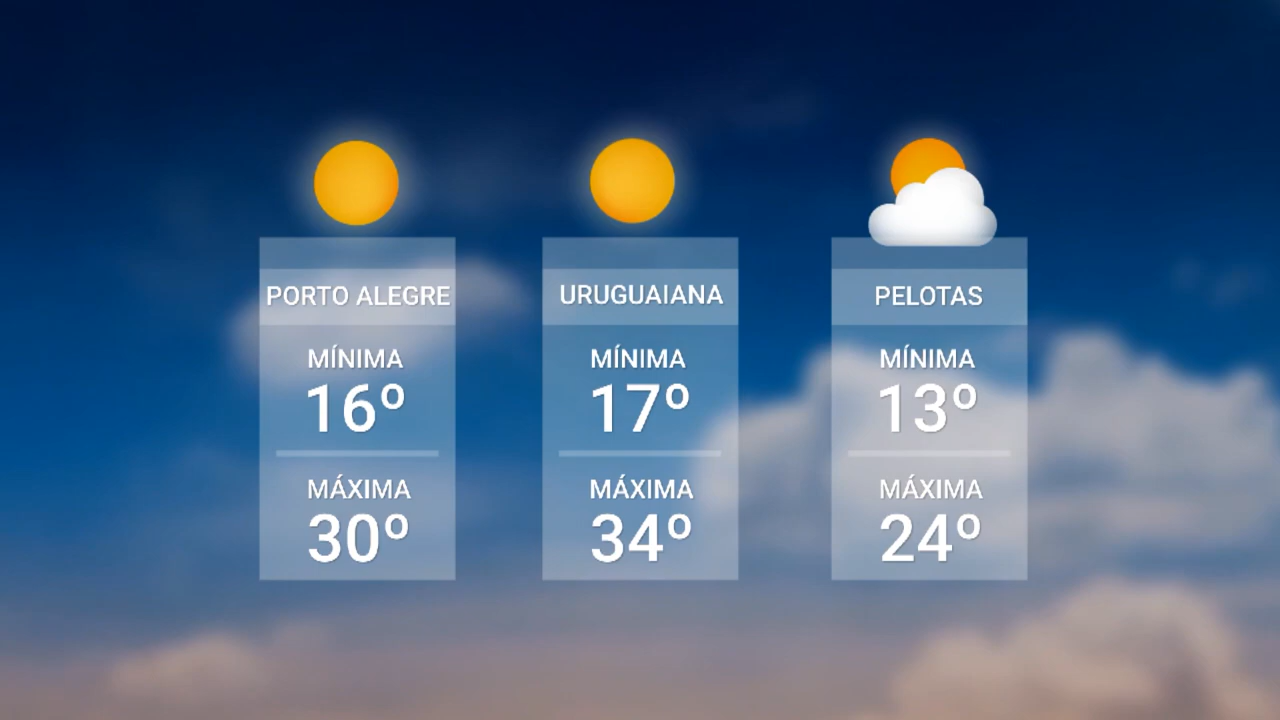 PORTO ALEGRE
MÍNIMA
16º
MÁXIMA
30º
URUGUAIANA
MÍNIMA
17º
MÁXIMA
34º
PELOTAS
MÍNIMA
13º
MÁXIMA
24º